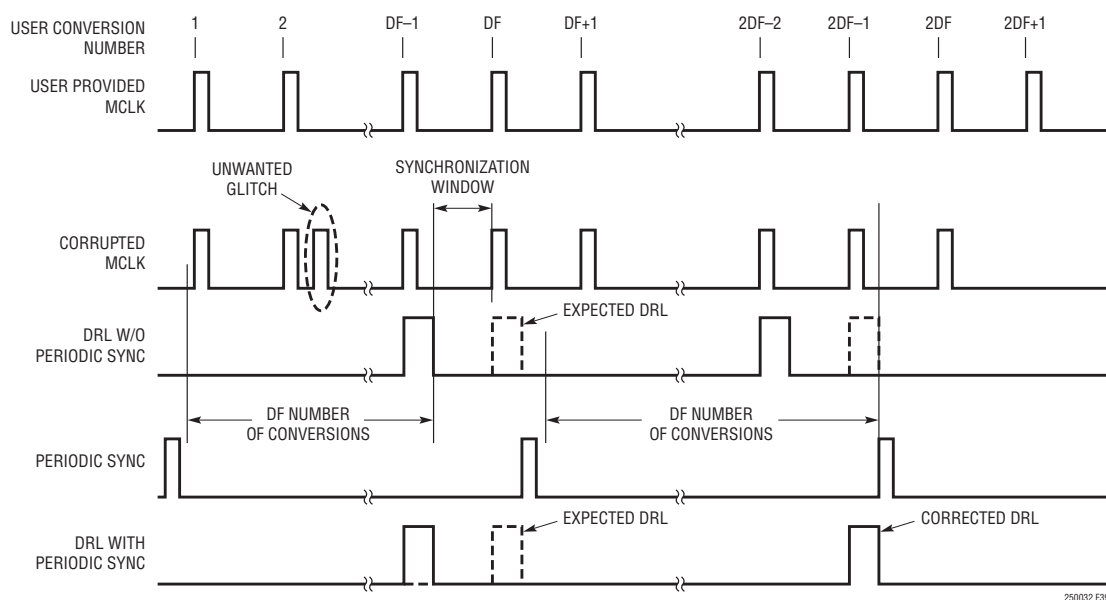 USER CONVERSION
NUMBER
1
2
DF–1
DF
DF+1
2DF–2
2DF–1
2DF
2DF+1
USER PROVIDED
MCLK
UNWANTED
GLITCH
SYNCHRONIZATION
WINDOW
CORRUPTED
MCLK
EXPECTED DRL
DRL W/O
PERIODIC SYNC
DF NUMBER
OF CONVERSIONS
DF NUMBER
OF CONVERSIONS
PERIODIC SYNC
EXPECTED DRL
CORRECTED DRL
DRL WITH
PERIODIC SYNC